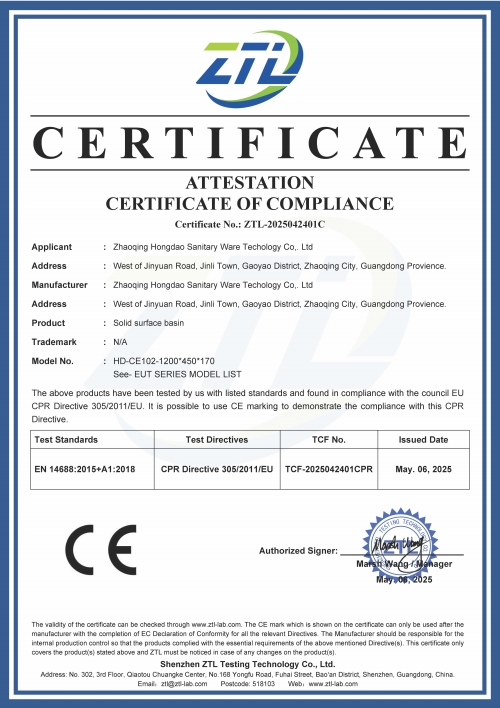 ZTL
CERTIFICATE
ATTESTATION
CERTIFICATE OF COMPLIANCE
Certificate No.: ZTL-2025042401C
Applicant : Zhaoqing Hongdao Sanitary Ware Techology Co,. Ltd
Address : West of Jinyuan Road, Jinli Town, Gaoyao District, Zhaoqing City, Guangdong Provience.
Manufacturer : Zhaoqing Hongdao Sanitary Ware Techology Co,. Ltd
Address : West of Jinyuan Road, Jinli Town, Gaoyao District, Zhaoqing City, Guangdong Provience.
Product : Solid surface basin
Trademark : N/A
Model No. : HD-CE102-1200*450*170
See- EUT SERIES MODEL LIST
The above products have been tested by us with listed standards and found in compliance with the council EU
CPR Directive 305/2011/EU. It is possible to use CE marking to demonstrate the compliance with this CPR
Directive.
Test Standards Test Directives TCF No. Issued Date
EN 14688:2015+A1:2018 CPR Directive 305/2011/EU TCF-2025042401CPR May. 06, 2025
CE
Authorized Signer:
Marsh Wang / Manager
May. 06, 2025
The validity of the certificate can be checked through www.ztl-lab.com. The CE mark which is shown on the certificate can only be used after the
manufacturer with the completion of EC Declaration of Conformity for all the relevant Directives. The Manufacturer should be responsible for the
internal production control so that the products complied with the essential requirements of the above mentioned Directive(s). This certificate only
covers the product(s) stated above and ZTL must be noticed in case of any changes on the product(s).
Shenzhen ZTL Testing Technology Co., Ltd.
Address: No. 302, 3rd Floor, Qiaotou Chuangke Center, No.168 Yongfu Road, Fuhai Street, Bao'an District, Shenzhen, Guangdong, China.
Email: ztl@ztl-lab.com Postcode: 518103 Web: www.ztl-lab.com